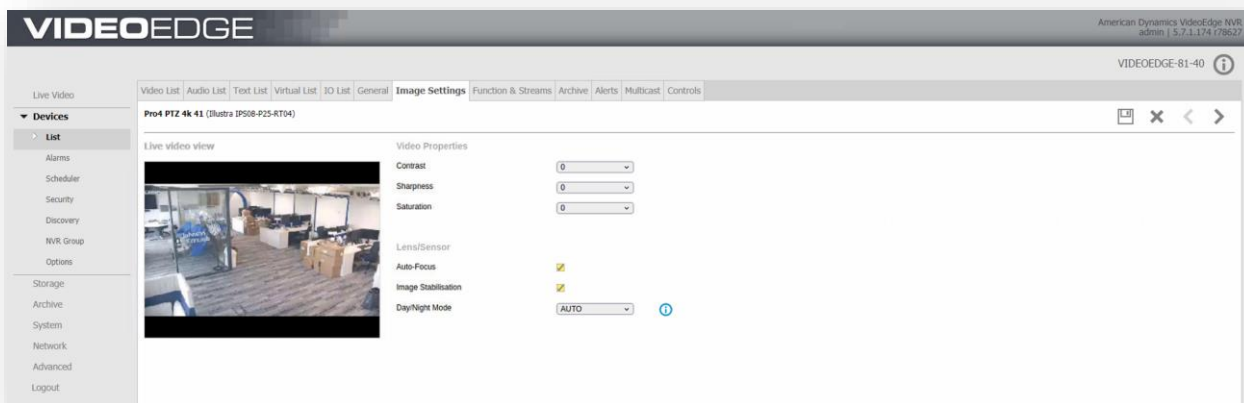 VIDEOEDGE
American Dynamics VideoEdge NVR
admin | 5.7.1.174 r78627
VIDEOEDGE-81-40
Live Video
Devices
List
Alarms
Scheduler
Security
Discovery
NVR Group
Options
Storage
Archive
System
Network
Advanced
Logout
Video List Audio List Text List Virtual List IO List General Image Settings Function & Streams Archive Alerts Multicast Controls
Pro4 PTZ 4k 41 (Illustra IPS08-P25-RT04)
Live video view
Video Properties
Contrast 0
Sharpness 0
Saturation 0
Lens/Sensor
Auto-Focus
Image Stabilisation
Day/Night Mode AUTO